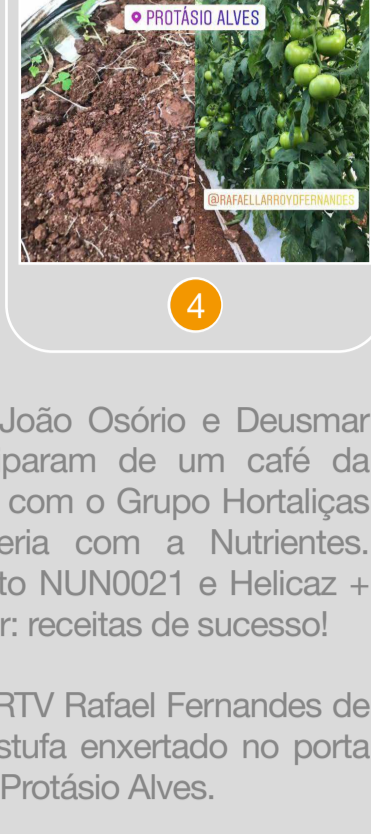 PROTÁSIO ALVES
@RAFAELLARROYOFERNANDES
4
João Osório e Deusmar
param de um café da
com o Grupo Hortaliças
eria com a Nutrientes.
to NUN0021 e Helicaz +
r: receitas de sucesso!
RTV Rafael Fernandes de
stufa enxertado no porta
Protásio Alves.